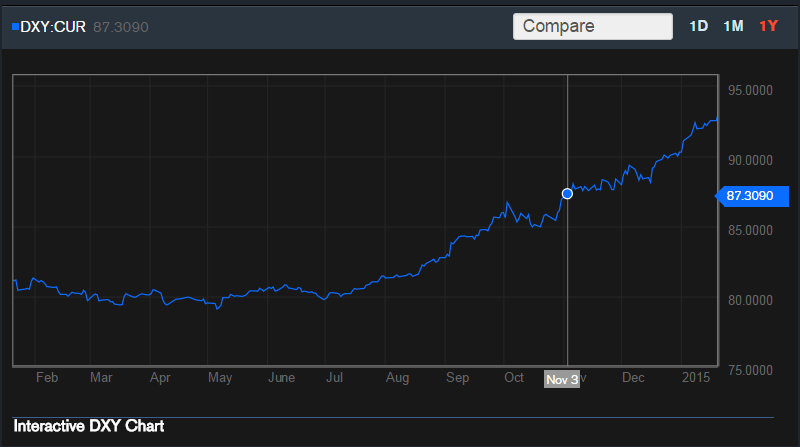 DXY:CUR 87.3090 Compare 1D 1M 1Y
95.0000
90.0000
87.3090
85.0000
80.0000
75.0000
Feb Mar Apr May June Jul Aug Sep Oct Nov 3 v Dec 2015
Interactive DXY Chart